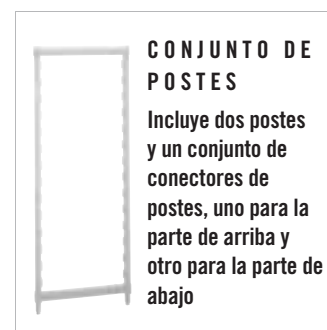 CONJUNTO DE
POSTES
Incluye dos postes
y un conjunto de
conectores de
postes, uno para la
parte de arriba y
otro para la parte de
abajo